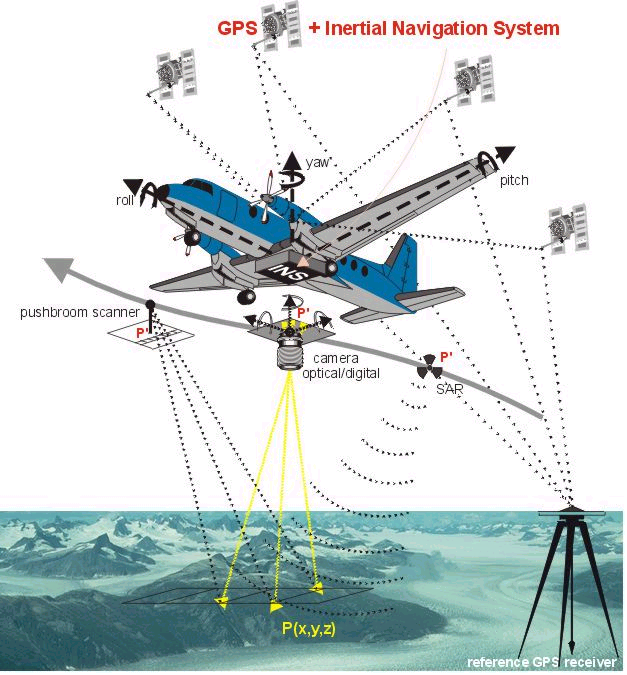 GPS + Inertial Navigation System
yaw
pitch
roll
INS
pushbroom scanner
P'
P'
P'
camera
optical/digital
SAR
P(x,y,z)
reference GPS receiver